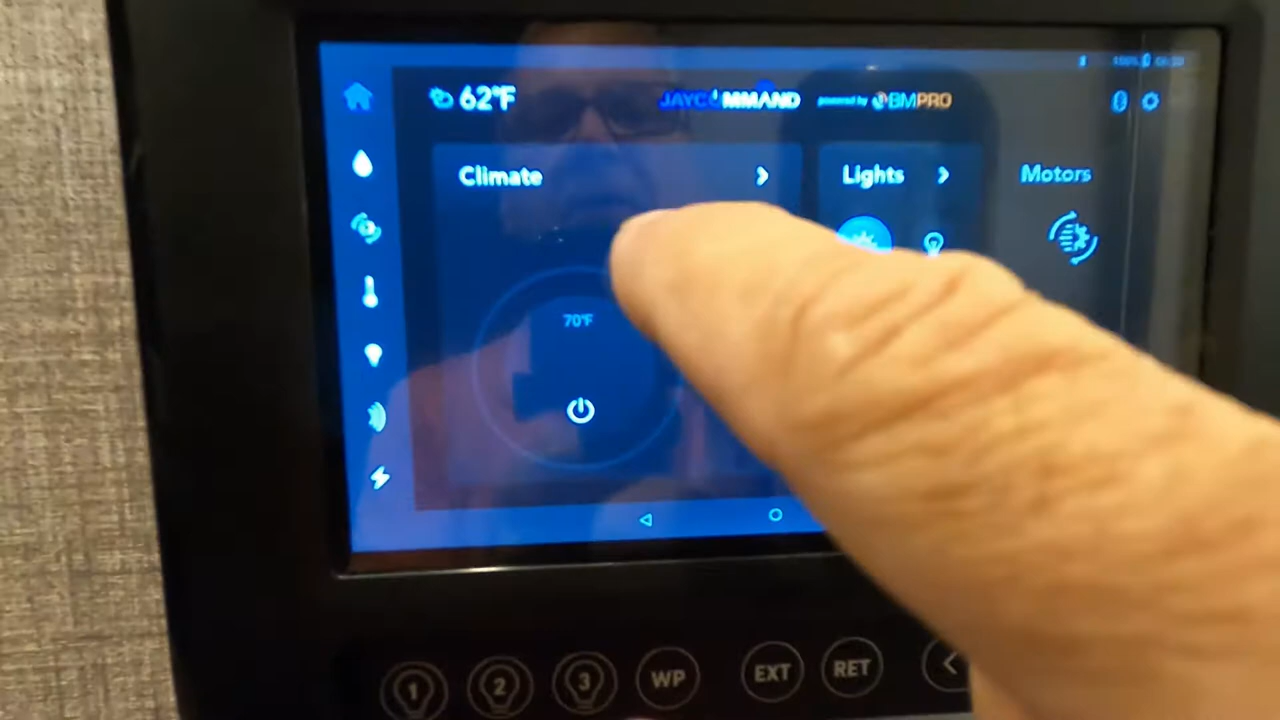 62°F
JAYCOMMAND powered by BMPRO
Climate
Lights
Motors
70°F
1 2 3 WP EXT RET